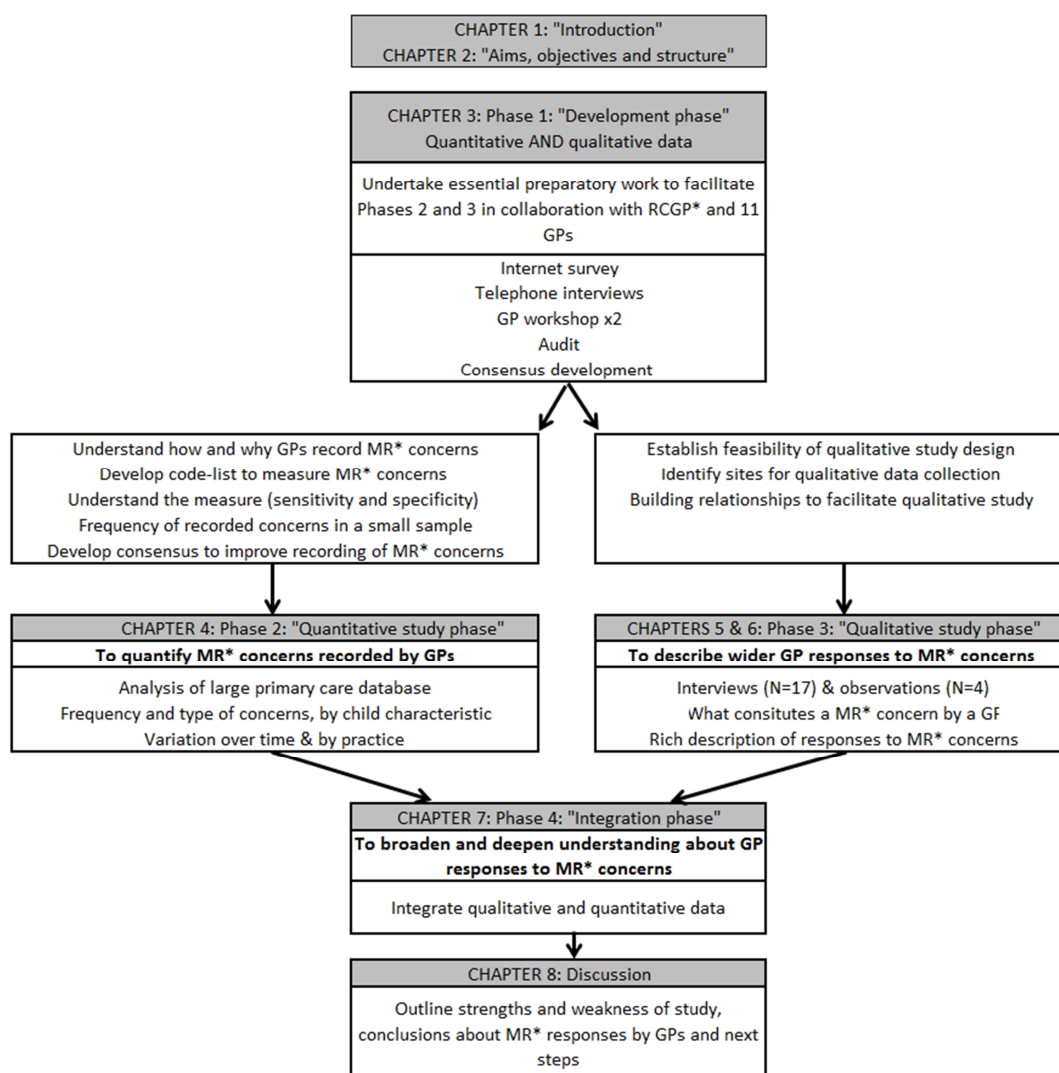 CHAPTER 1: "Introduction"
CHAPTER 2: "Aims, objectives and structure"
CHAPTER 3: Phase 1: "Development phase"
Quantitative AND qualitative data
Undertake essential preparatory work to facilitate
Phases 2 and 3 in collaboration with RCGP* and 11
GPs
Internet survey
Telephone interviews
GP workshop x2
Audit
Consensus development
Understand how and why GPs record MR* concerns
Develop code-list to measure MR* concerns
Understand the measure (sensitivity and specificity)
Frequency of recorded concerns in a small sample
Develop consensus to improve recording of MR* concerns
Establish feasibility of qualitative study design
Identify sites for qualitative data collection
Building relationships to facilitate qualitative study
CHAPTER 4: Phase 2: "Quantitative study phase"
To quantify MR* concerns recorded by GPs
Analysis of large primary care database
Frequency and type of concerns, by child characteristic
Variation over time & by practice
CHAPTERS 5 & 6: Phase 3: "Qualitative study phase"
To describe wider GP responses to MR* concerns
Interviews (N=17) & observations (N=4)
What consitutes a MR* concern by a GP
Rich description of responses to MR* concerns
CHAPTER 7: Phase 4: "Integration phase"
To broaden and deepen understanding about GP
responses to MR* concerns
Integrate qualitative and quantitative data
CHAPTER 8: Discussion
Outline strengths and weakness of study,
conclusions about MR* responses by GPs and next
steps